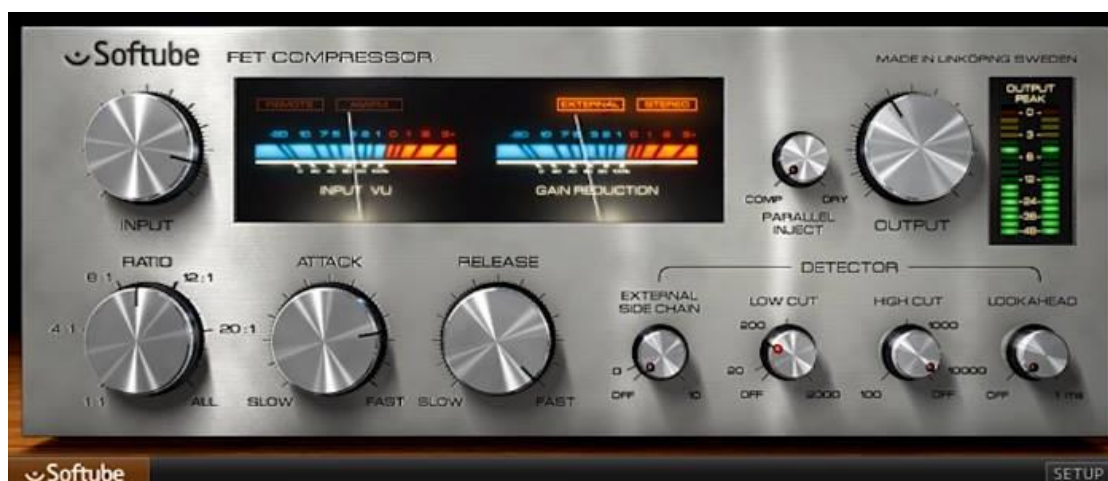 Softube FET COMPRESSOR
MADE IN LINKÖPING SWEDEN
REMOTE ALARM
EXTERNAL STEREO
OUTPUT PEAK
INPUT VU
GAIN REDUCTION
COMP DRY
PARALLEL INJECT
INPUT
OUTPUT
0
3
6
12
24
36
48
RATIO
1:1
4:1
8:1
12:1
20:1
ALL
ATTACK
SLOW FAST
RELEASE
SLOW FAST
DETECTOR
EXTERNAL SIDE CHAIN
0
OFF 10
LOW CUT
200
20
OFF 2000
HIGH CUT
1000
10000
100 OFF
LOOKAHEAD
OFF 1 ms
Softube
SETUP